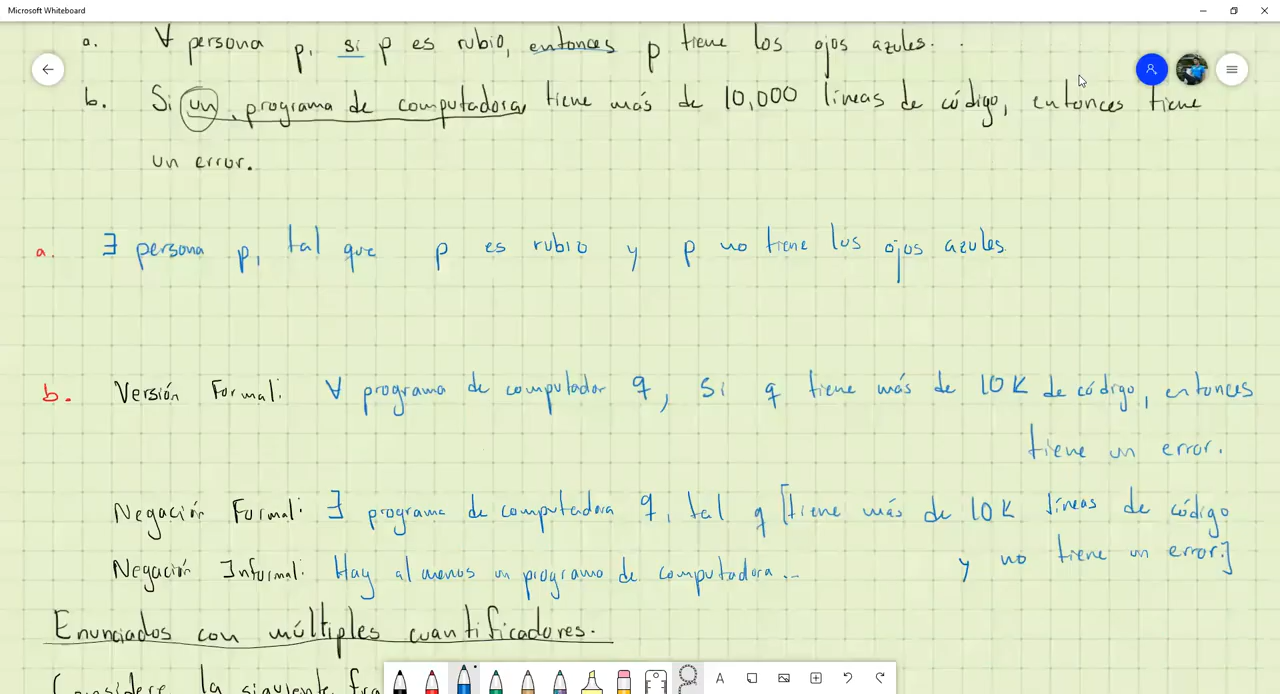 Microsoft Whiteboard
a. ∀ persona p, si p es rubio, entonces p tiene los ojos azules.
b. Si un programa de computadora tiene más de 10,000 líneas de código, entonces tiene
un error.
a. ∃ persona p, tal que p es rubio y p no tiene los ojos azules
b. Versión Formal: ∀ programa de computador q, Si q tiene más de 10K de código, entonces
tiene un error.
Negación Formal: ∃ programa de computadora q, tal q [tiene más de 10K líneas de código
y no tiene un error.]
Negación Informal: Hay al menos un programa de computadora...
Enunciados con múltiples cuantificadores.
Considere la siguiente